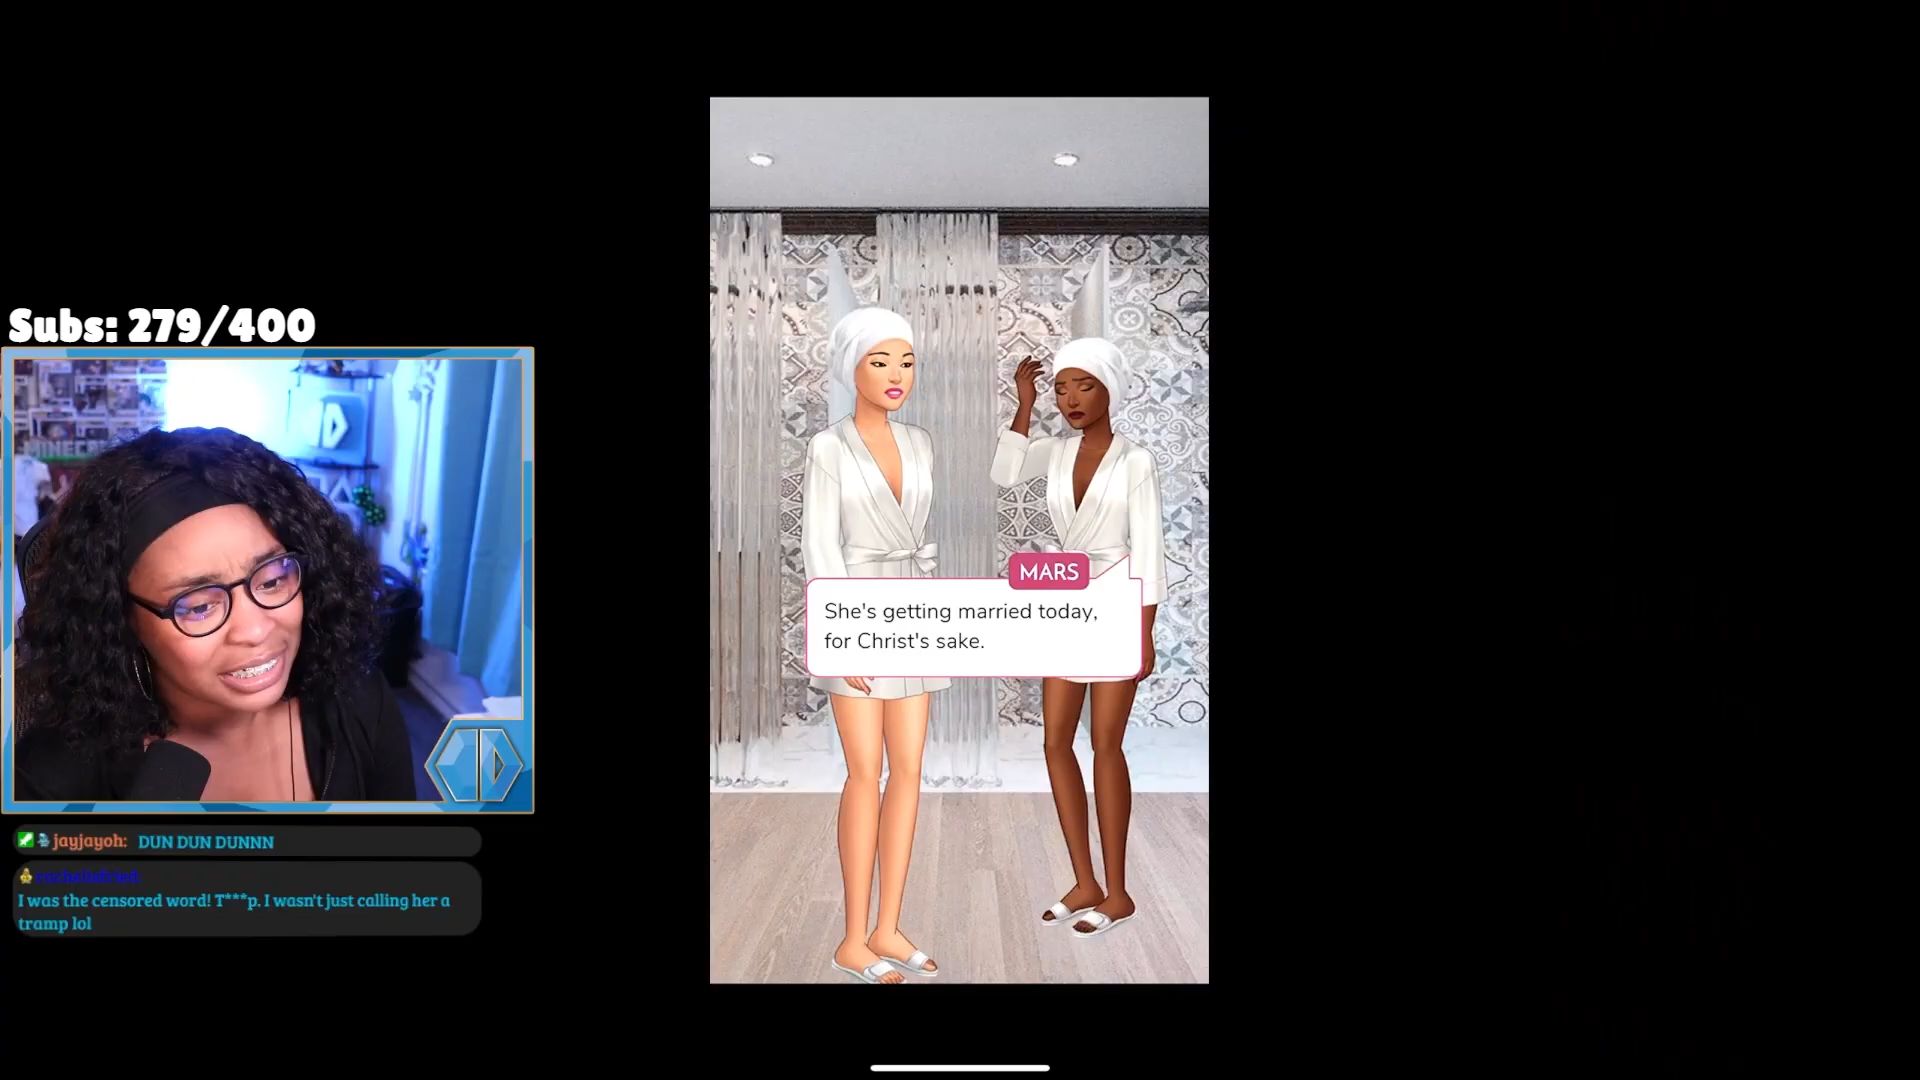 Subs: 279/400
MINECR
MARS
She's getting married today,
for Christ's sake.
jayjayoh: DUN DUN DUNNN
I was the censored word! T***p. I wasn't just calling her a
tramp lol